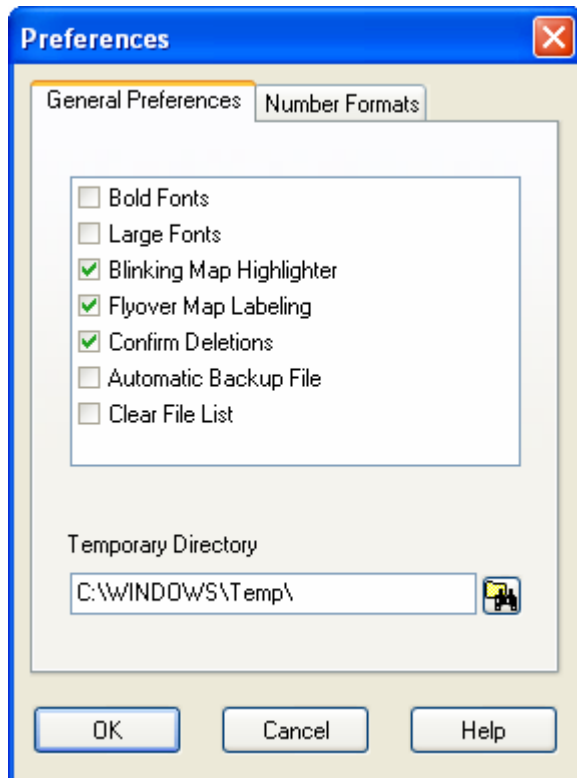 Preferences
General Preferences
Number Formats
Bold Fonts
Large Fonts
Blinking Map Highlighter
Flyover Map Labeling
Confirm Deletions
Automatic Backup File
Clear File List
Temporary Directory
C:\WINDOWS\Temp\
OK
Cancel
Help